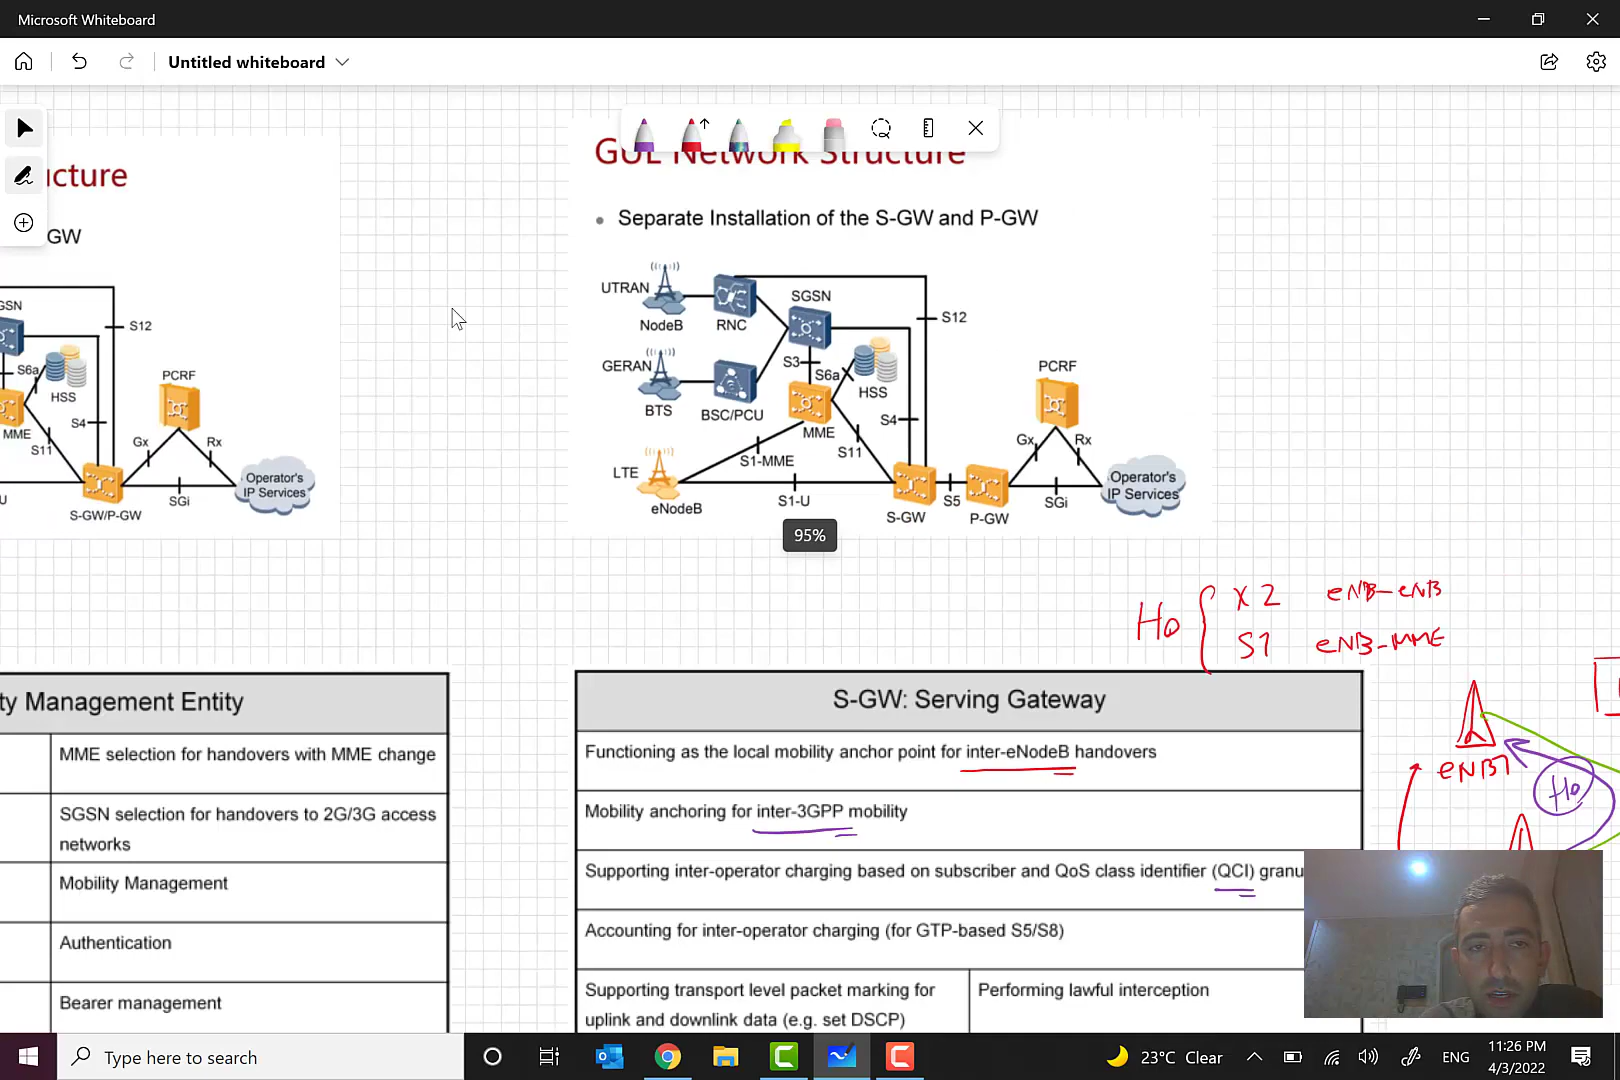 Microsoft Whiteboard
Untitled whiteboard
ucture
GW
GSN
S12
S6a
HSS
PCRF
MME
S4
S11
Gx
Rx
Operator's
IP Services
U
SGi
S-GW/P-GW
GUL Network Structure
Separate Installation of the S-GW and P-GW
UTRAN
SGSN
NodeB
RNC
S12
GERAN
S3
S6a
PCRF
HSS
BTS
BSC/PCU
S4
MME
Gx
Rx
S1-MME
S11
LTE
Operator's
IP Services
eNodeB
S1-U
S-GW
S5
P-GW
SGi
95%
Ho
X2 eNB-eNB
S1 eNB-MME
eNB1
Ho
ty Management Entity
MME selection for handovers with MME change
SGSN selection for handovers to 2G/3G access
networks
Mobility Management
Authentication
Bearer management
S-GW: Serving Gateway
Functioning as the local mobility anchor point for inter-eNodeB handovers
Mobility anchoring for inter-3GPP mobility
Supporting inter-operator charging based on subscriber and QoS class identifier (QCI) granu
Accounting for inter-operator charging (for GTP-based S5/S8)
Supporting transport level packet marking for
uplink and downlink data (e.g. set DSCP)
Performing lawful interception
Type here to search
23°C Clear
ENG
11:26 PM
4/3/2022